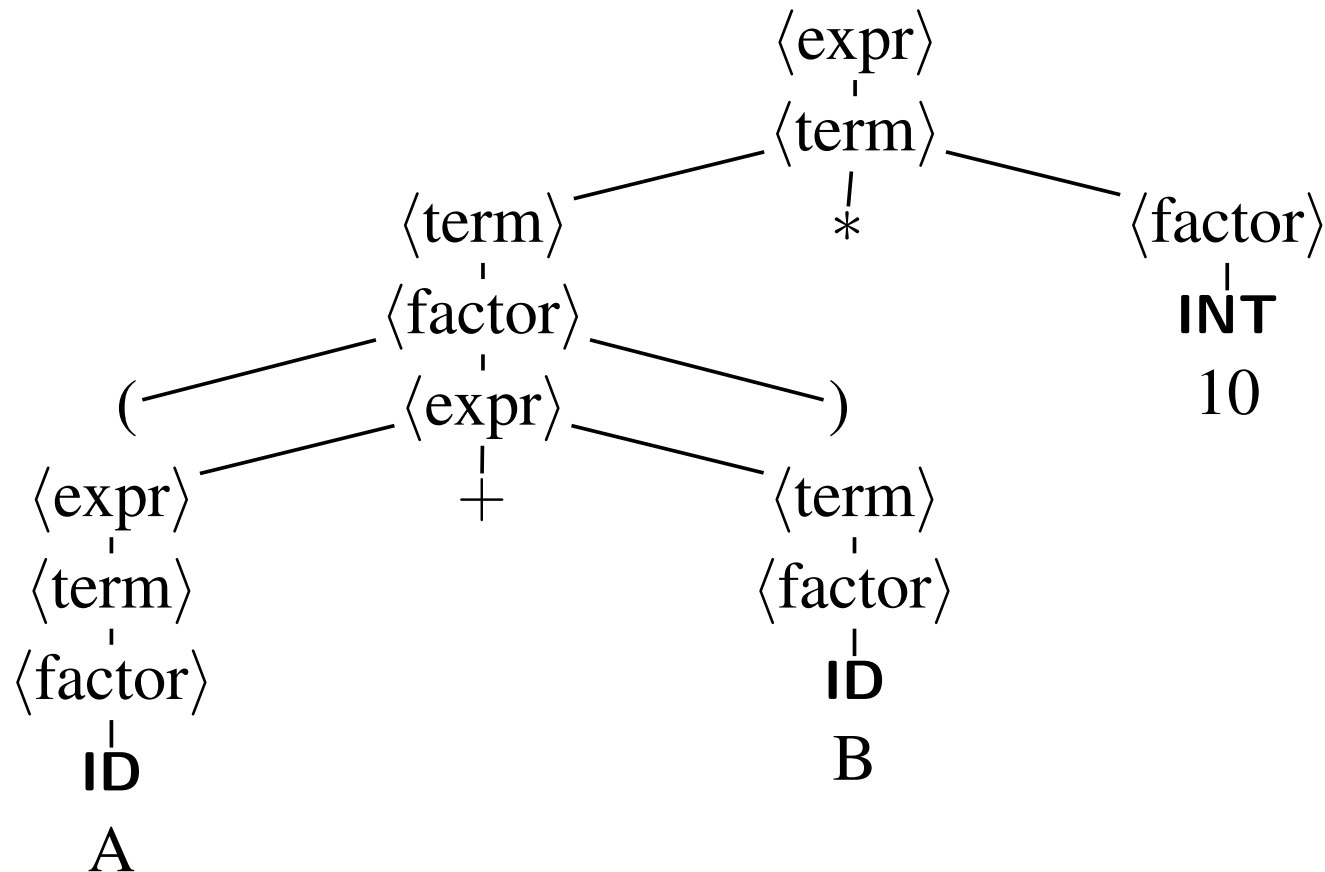 ⟨expr⟩
⟨term⟩
⟨term⟩ * ⟨factor⟩
⟨factor⟩ INT
( ⟨expr⟩ ) 10
⟨expr⟩ + ⟨term⟩
⟨term⟩ ⟨factor⟩
⟨factor⟩ ID
ID B
A